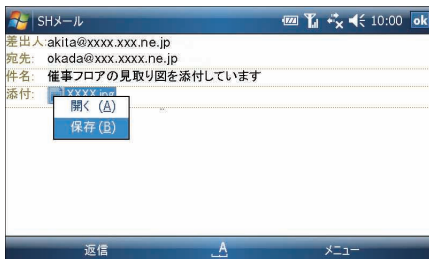 SHメール 10:00 ok
差出人:akita@xxxx.xxx.ne.jp
宛先: okada@xxx.xxxx.ne.jp
件名: 催事フロアの見取り図を添付しています
添付: XXXX.jpg
開く (A)
保存(B)
返信 A メニュー